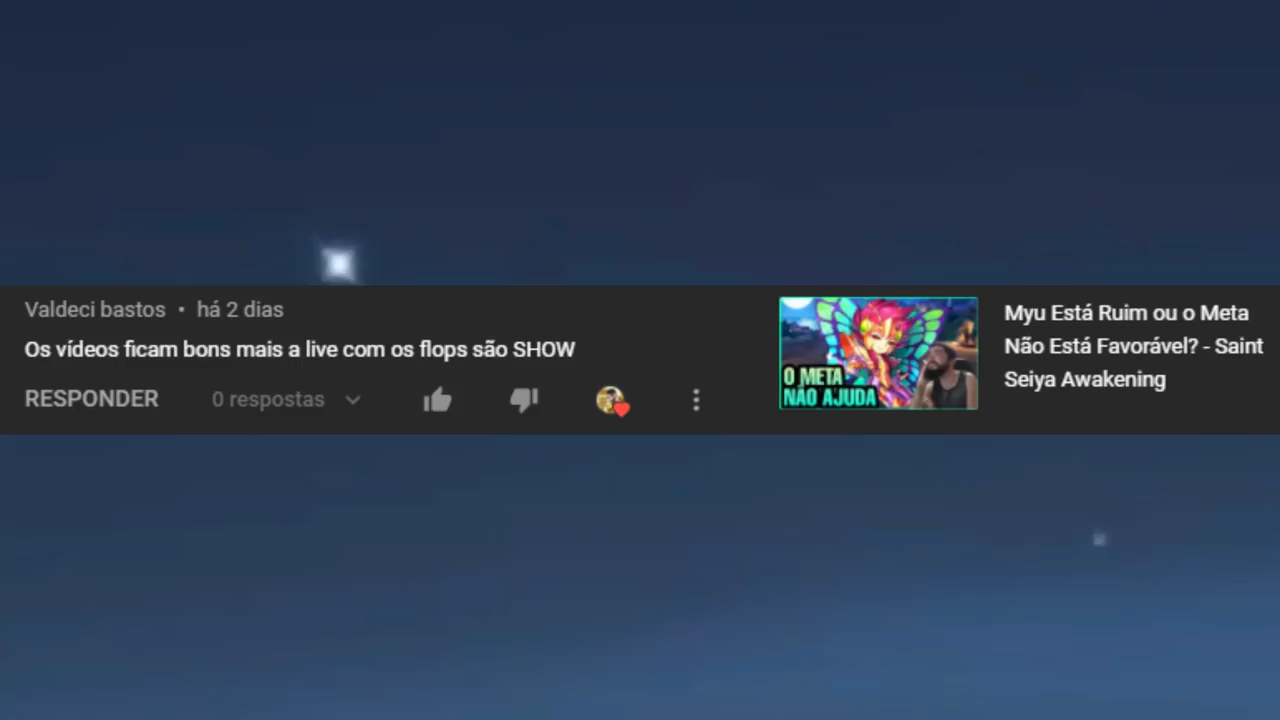 Valdeci bastos • há 2 dias
Os vídeos ficam bons mais a live com os flops são SHOW
RESPONDER 0 respostas
O META
NÃO AJUDA
Myu Está Ruim ou o Meta
Não Está Favorável? - Saint
Seiya Awakening